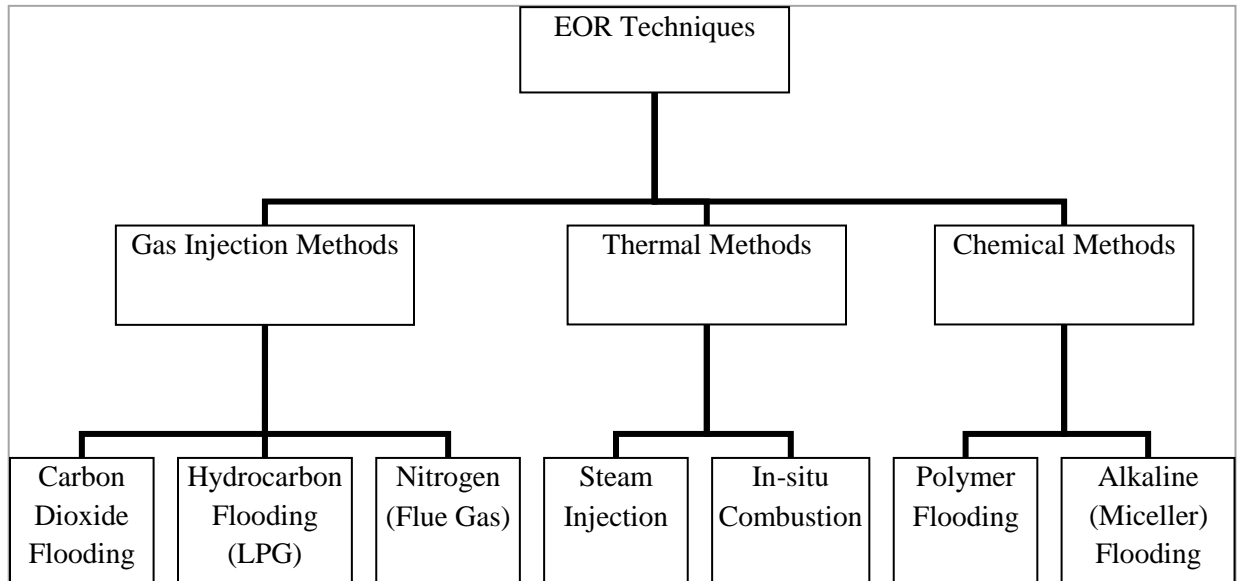 EOR Techniques
Gas Injection Methods
Thermal Methods
Chemical Methods
Carbon
Dioxide
Flooding
Hydrocarbon
Flooding
(LPG)
Nitrogen
(Flue Gas)
Steam
Injection
In-situ
Combustion
Polymer
Flooding
Alkaline
(Miceller)
Flooding